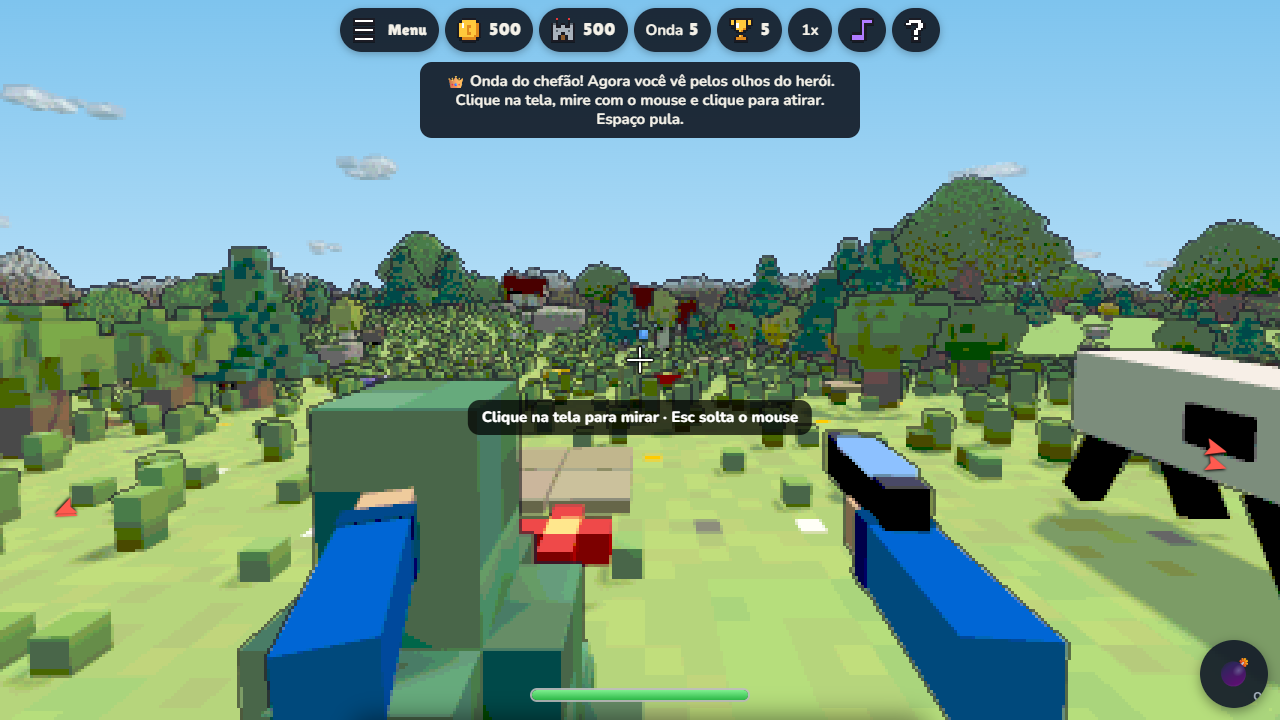 Menu 500 500 Onda 5 5 1x ?
Onda do chefão! Agora você vê pelos olhos do herói.
Clique na tela, mire com o mouse e clique para atirar.
Espaço pula.
Clique na tela para mirar · Esc solta o mouse